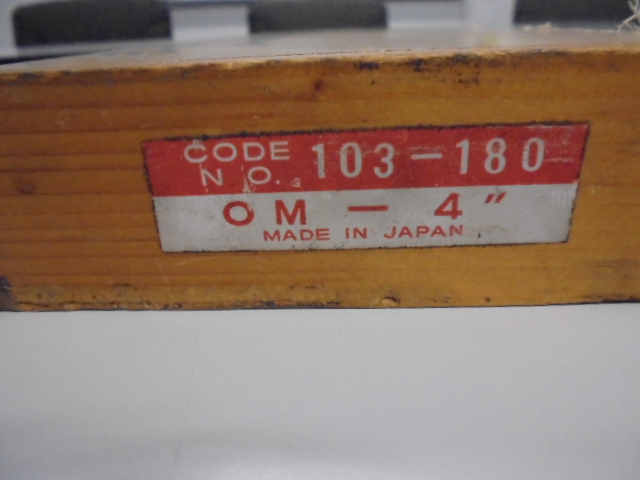 CODE NO. 103-180
OM - 4"
MADE IN JAPAN